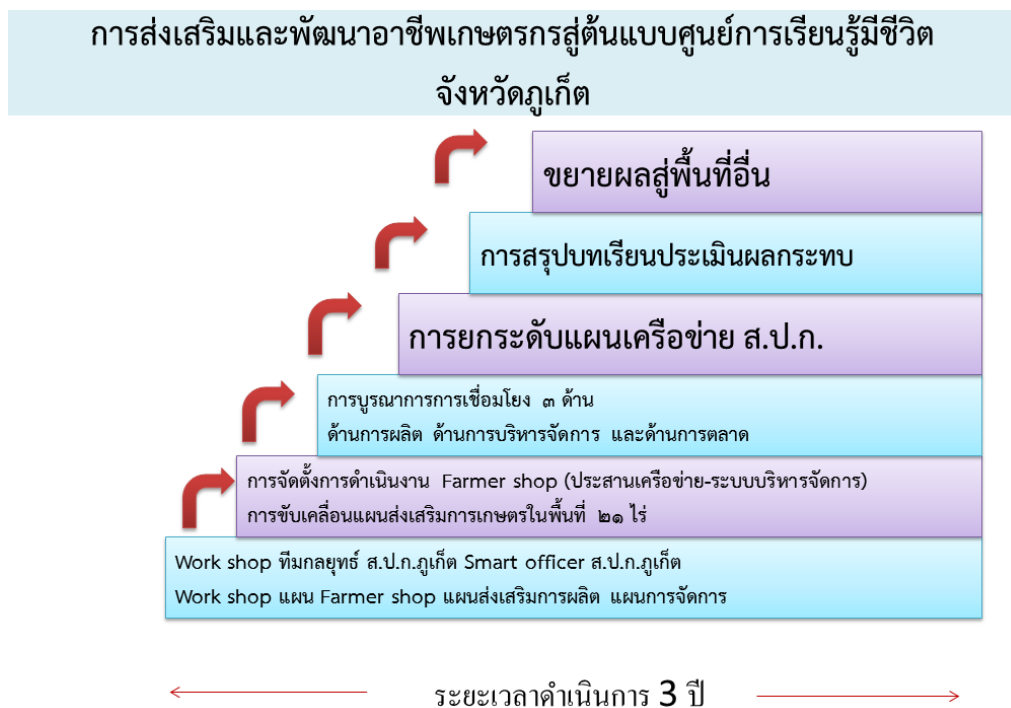 การส่งเสริมและพัฒนาอาชีพเกษตรกรสู่ต้นแบบศูนย์การเรียนรู้มีชีวิต
จังหวัดภูเก็ต
ขยายผลสู่พื้นที่อื่น
การสรุปบทเรียนประเมินผลกระทบ
การยกระดับแผนเครือข่าย ส.ป.ก.
การบูรณาการการเชื่อมโยง ๓ ด้าน
ด้านการผลิต ด้านการบริหารจัดการ และด้านการตลาด
การจัดตั้งการดำเนินงาน Farmer shop (ประสานเครือข่าย-ระบบบริหารจัดการ)
การขับเคลื่อนแผนส่งเสริมการเกษตรในพื้นที่ ๒๑ ไร่
Work shop ทีมกลยุทธ์ ส.ป.ก.ภูเก็ต Smart officer ส.ป.ก.ภูเก็ต
Work shop แผน Farmer shop แผนส่งเสริมการผลิต แผนการจัดการ
ระยะเวลาดำเนินการ 3 ปี